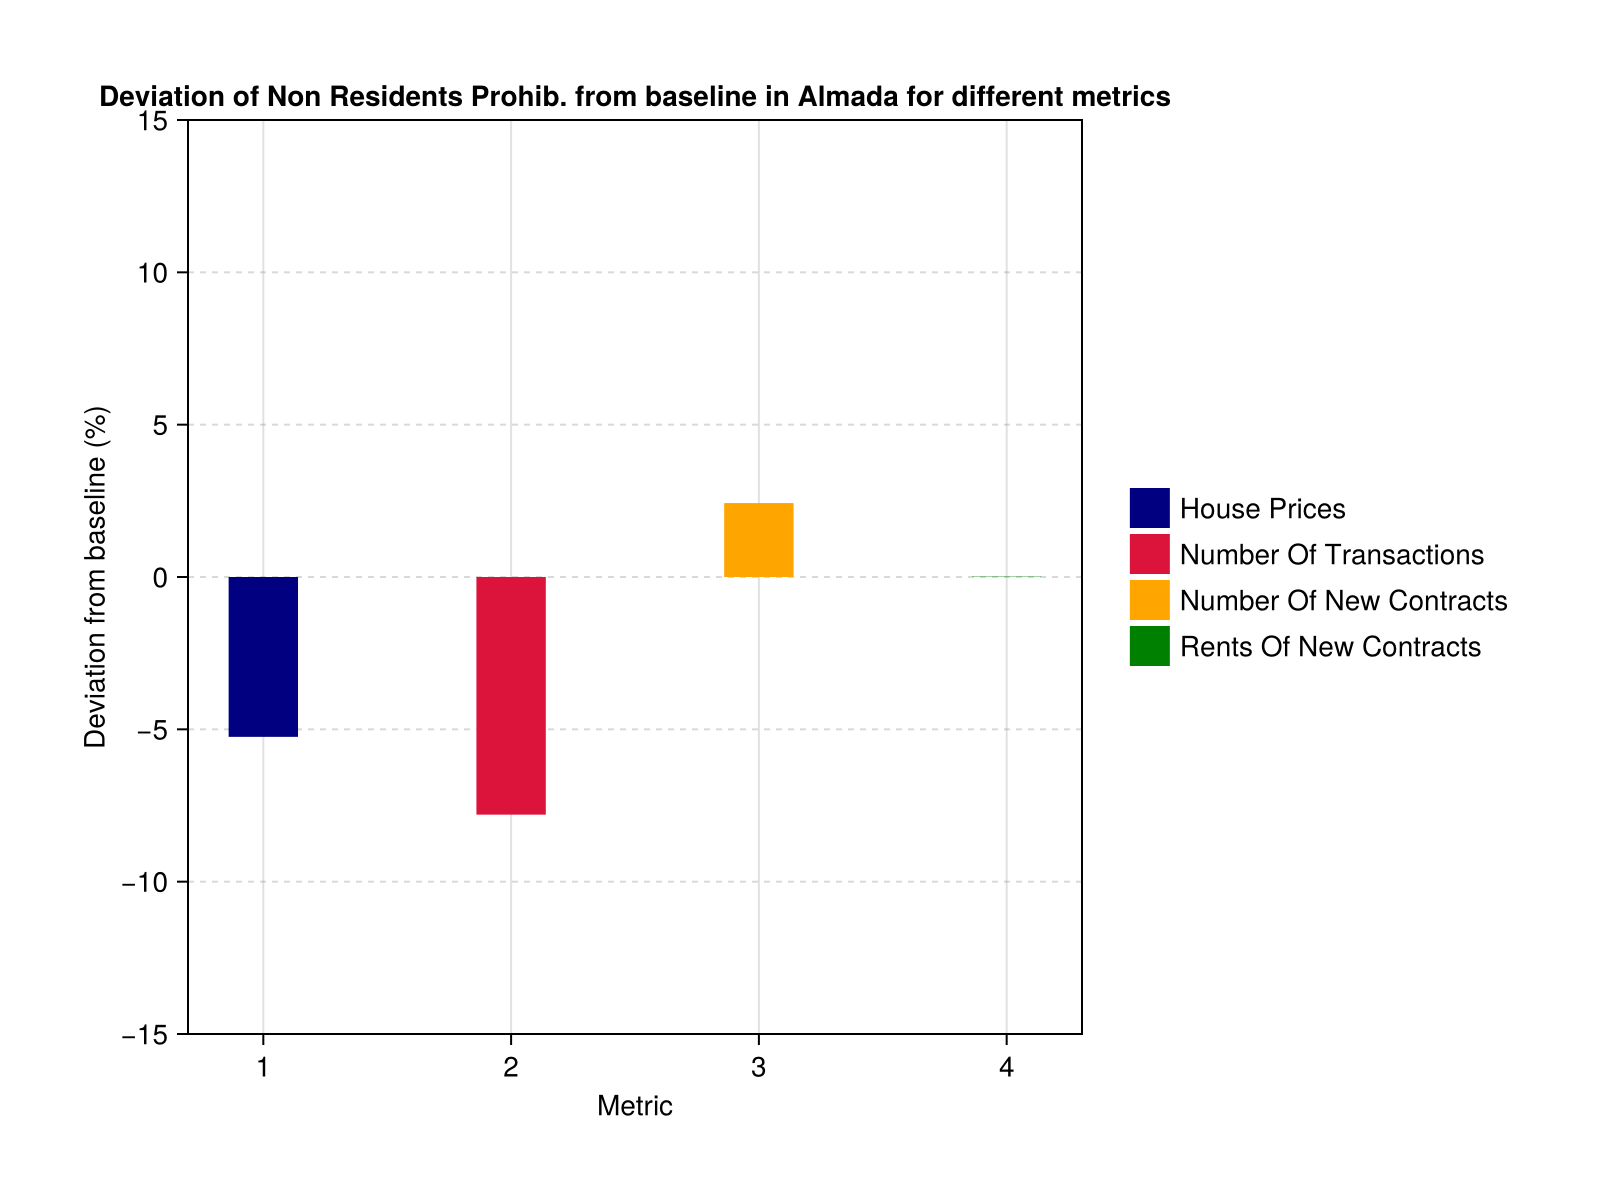 Deviation of Non Residents Prohib. from baseline in Almada for different metrics
15
10
5
0
−5
−10
−15
Deviation from baseline (%)
1 2 3 4
Metric
House Prices
Number Of Transactions
Number Of New Contracts
Rents Of New Contracts